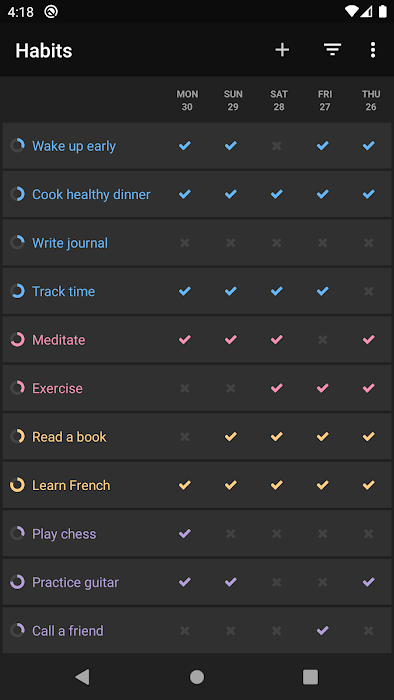 4:18
Habits
MON SUN SAT FRI THU
30 29 28 27 26
Wake up early
Cook healthy dinner
Write journal
Track time
Meditate
Exercise
Read a book
Learn French
Play chess
Practice guitar
Call a friend